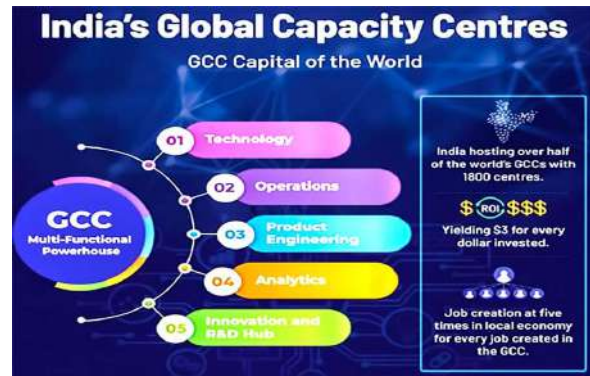 India's Global Capacity Centres
GCC Capital of the World
GCC
Multi-Functional
Powerhouse
01 Technology
02 Operations
03 Product
Engineering
04 Analytics
05 Innovation and
R&D Hub
India hosting over half
of the world's GCCs with
1800 centres.
$ ROI $$$
Yielding $3 for every
dollar invested.
Job creation at five
times in local economy
for every job created in
the GCC.